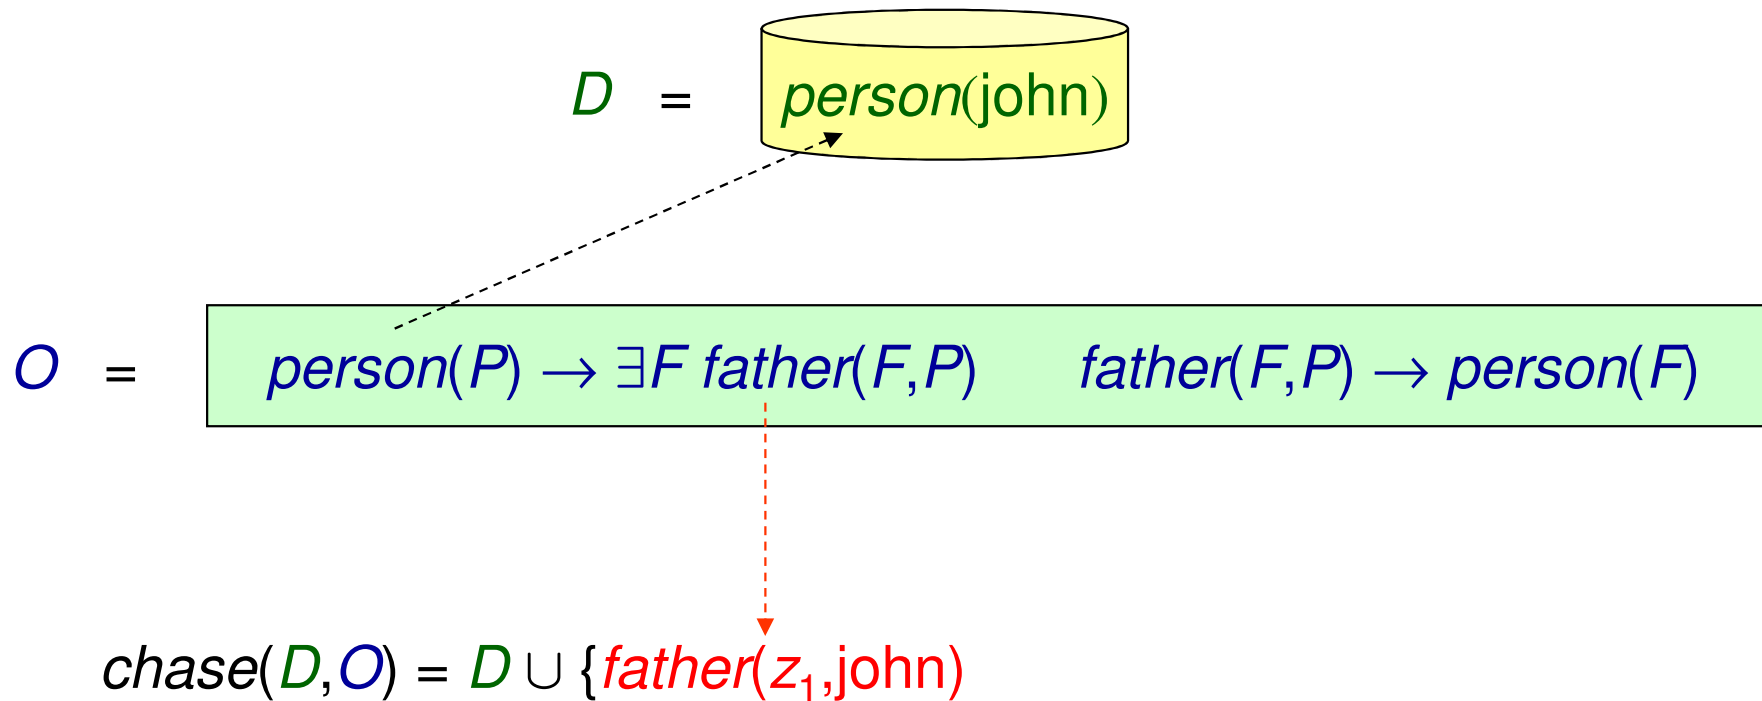 D = person(john)
O = person(P) → ∃F father(F,P) father(F,P) → person(F)
chase(D,O) = D ∪ {father(z₁,john)